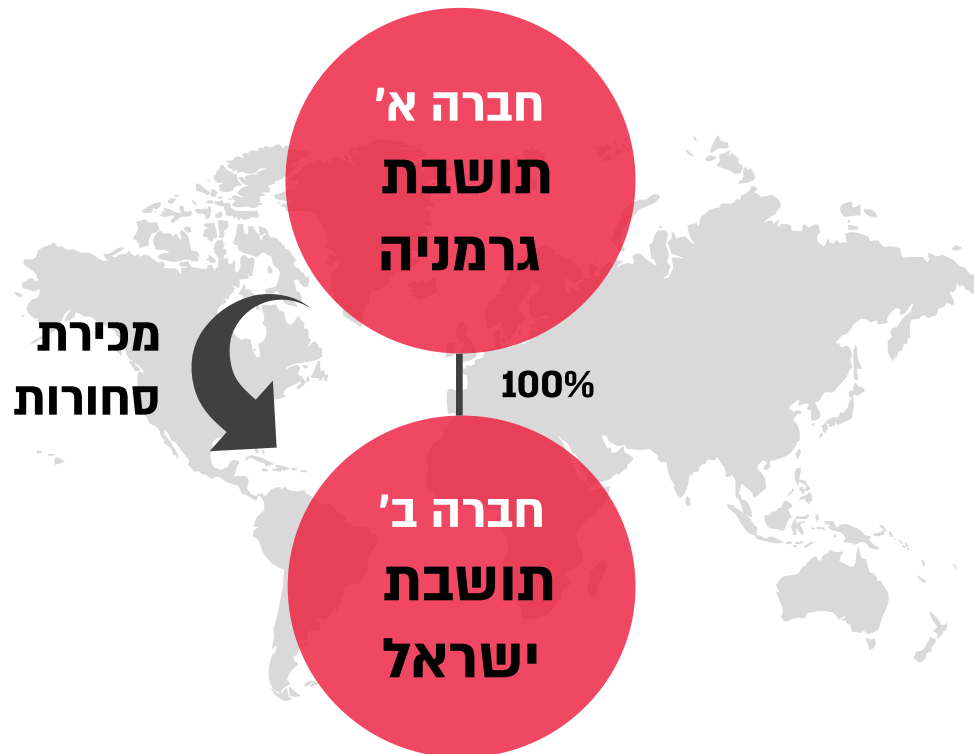 חברה א'
תושבת
גרמניה
מכירת
סחורות
100%
חברה ב'
תושבת
ישראל